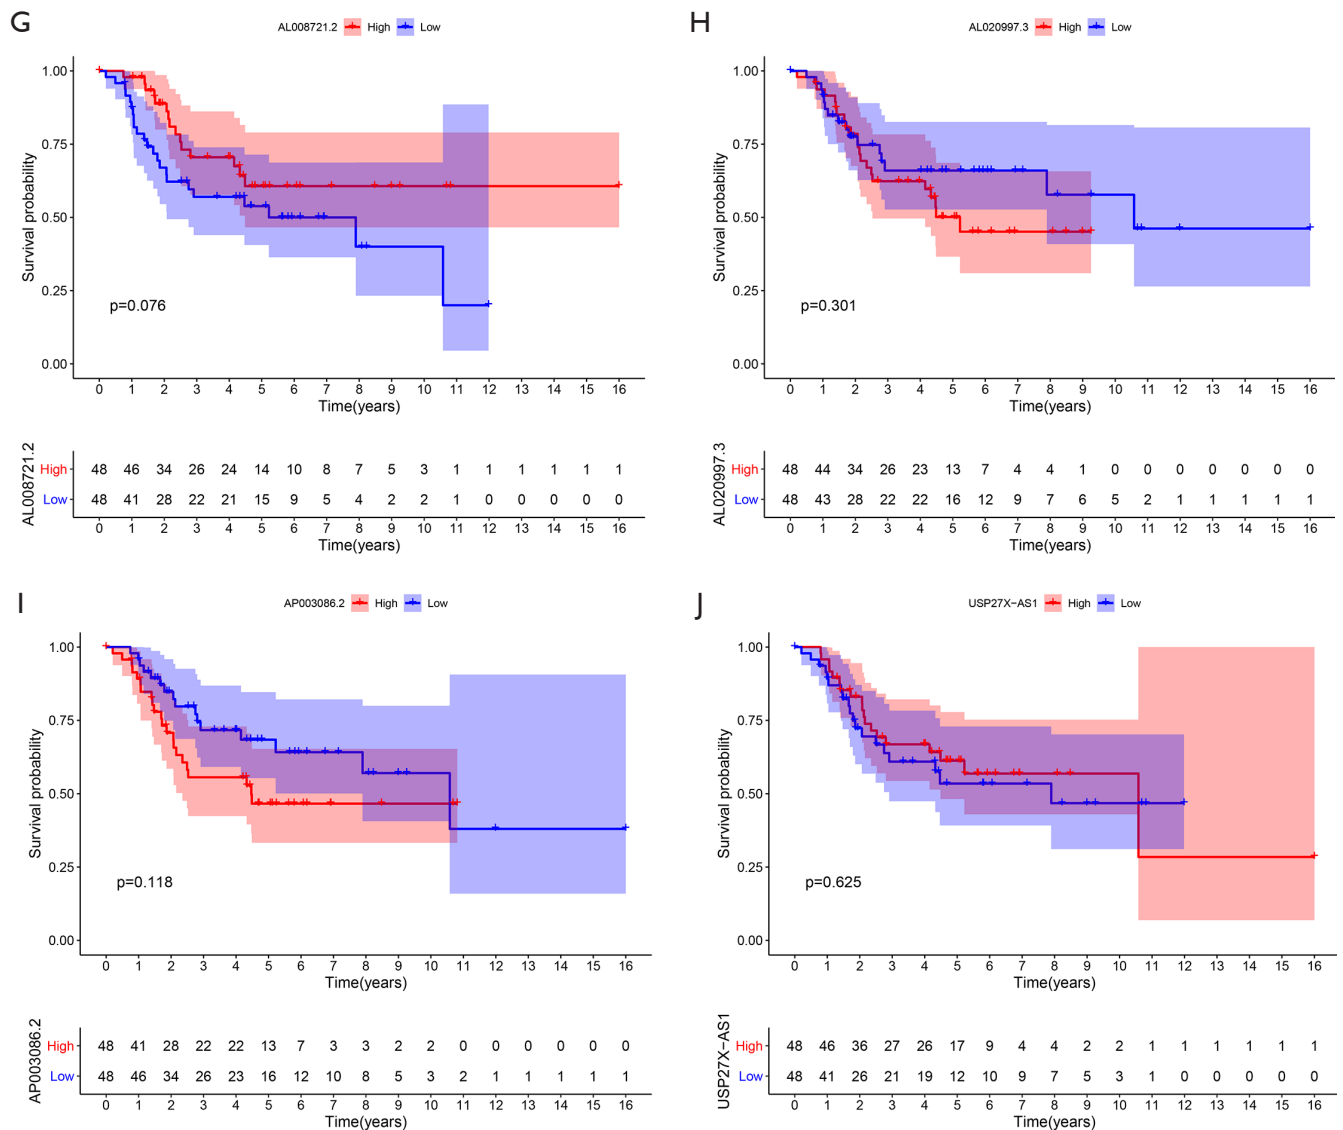 G
AL008721.2 High Low
1.00
0.75
0.50
0.25
0.00
Survival probability
p=0.076
0 1 2 3 4 5 6 7 8 9 10 11 12 13 14 15 16
Time(years)
AL008721.2
High 48 46 34 26 24 14 10 8 7 5 3 1 1 1 1 1 1
Low 48 41 28 22 21 15 9 5 4 2 2 1 0 0 0 0 0
0 1 2 3 4 5 6 7 8 9 10 11 12 13 14 15 16
Time(years)
H
AL020997.3 High Low
1.00
0.75
0.50
0.25
0.00
Survival probability
p=0.301
0 1 2 3 4 5 6 7 8 9 10 11 12 13 14 15 16
Time(years)
AL020997.3
High 48 44 34 26 23 13 7 4 4 1 0 0 0 0 0 0 0
Low 48 43 28 22 22 16 12 9 7 6 5 2 1 1 1 1 1
0 1 2 3 4 5 6 7 8 9 10 11 12 13 14 15 16
Time(years)
I
AP003086.2 High Low
1.00
0.75
0.50
0.25
0.00
Survival probability
p=0.118
0 1 2 3 4 5 6 7 8 9 10 11 12 13 14 15 16
Time(years)
AP003086.2
High 48 41 28 22 22 13 7 3 3 2 2 0 0 0 0 0 0
Low 48 46 34 26 23 16 12 10 8 5 3 2 1 1 1 1 1
0 1 2 3 4 5 6 7 8 9 10 11 12 13 14 15 16
Time(years)
J
USP27X−AS1 High Low
1.00
0.75
0.50
0.25
0.00
Survival probability
p=0.625
0 1 2 3 4 5 6 7 8 9 10 11 12 13 14 15 16
Time(years)
USP27X−AS1
High 48 46 36 27 26 17 9 4 4 2 2 1 1 1 1 1 1
Low 48 41 26 21 19 12 10 9 7 5 3 1 0 0 0 0 0
0 1 2 3 4 5 6 7 8 9 10 11 12 13 14 15 16
Time(years)